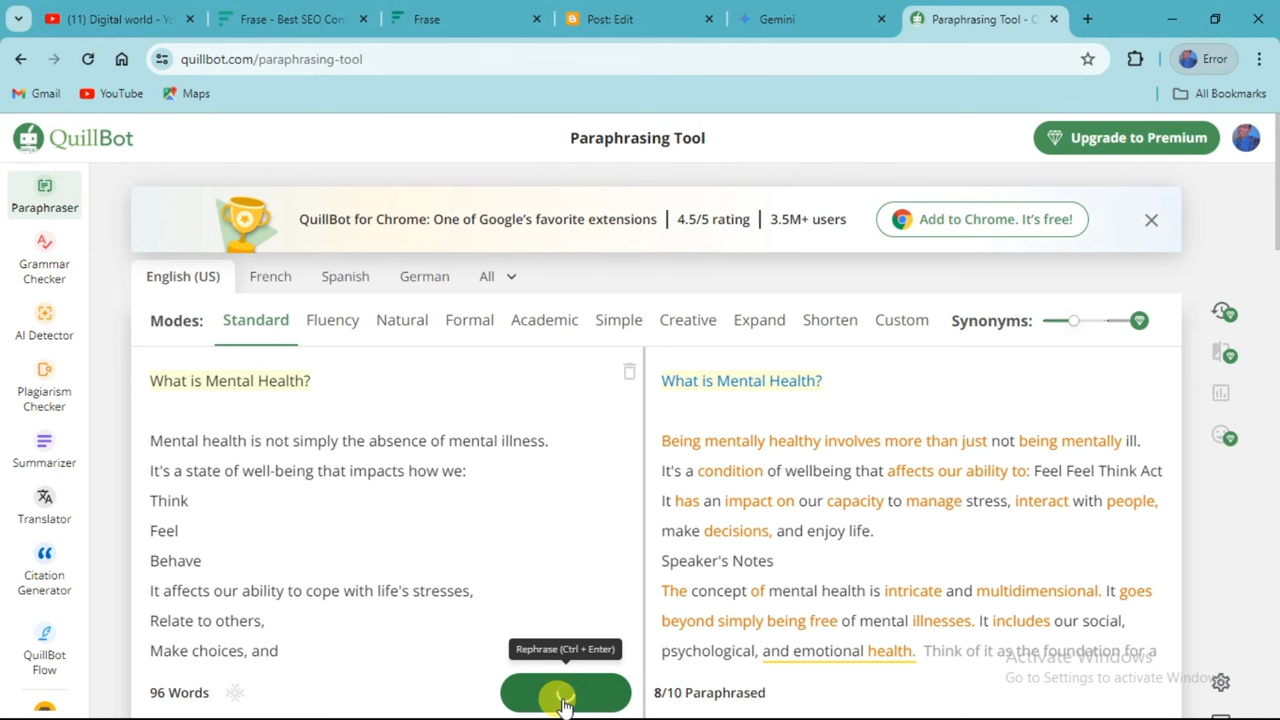 (11) Digital world - Yo
Frase - Best SEO Cont
Frase
Post: Edit
Gemini
Paraphrasing Tool - Q
quillbot.com/paraphrasing-tool
Error
Gmail
YouTube
Maps
All Bookmarks
QuillBot
Paraphrasing Tool
Upgrade to Premium
Paraphraser
Grammar
Checker
AI Detector
Plagiarism
Checker
Summarizer
Translator
Citation
Generator
QuillBot
Flow
QuillBot for Chrome: One of Google's favorite extensions | 4.5/5 rating | 3.5M+ users
Add to Chrome. It's free!
English (US) French Spanish German All
Modes: Standard Fluency Natural Formal Academic Simple Creative Expand Shorten Custom Synonyms:
What is Mental Health?
Mental health is not simply the absence of mental illness.
It's a state of well-being that impacts how we:
Think
Feel
Behave
It affects our ability to cope with life's stresses,
Relate to others,
Make choices, and
Rephrase (Ctrl + Enter)
96 Words
What is Mental Health?
Being mentally healthy involves more than just not being mentally ill.
It's a condition of wellbeing that affects our ability to: Feel Feel Think Act
It has an impact on our capacity to manage stress, interact with people,
make decisions, and enjoy life.
Speaker's Notes
The concept of mental health is intricate and multidimensional. It goes
beyond simply being free of mental illnesses. It includes our social,
psychological, and emotional health. Think of it as the foundation for a
8/10 Paraphrased
Activate Windows
Go to Settings to activate Windows.